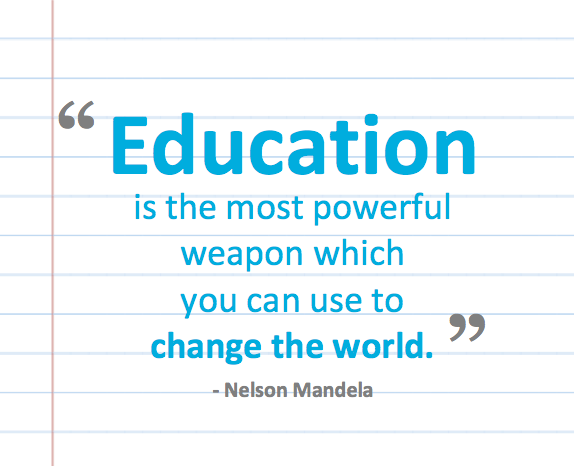 “ Education
is the most powerful
weapon which
you can use to
change the world. ”
- Nelson Mandela